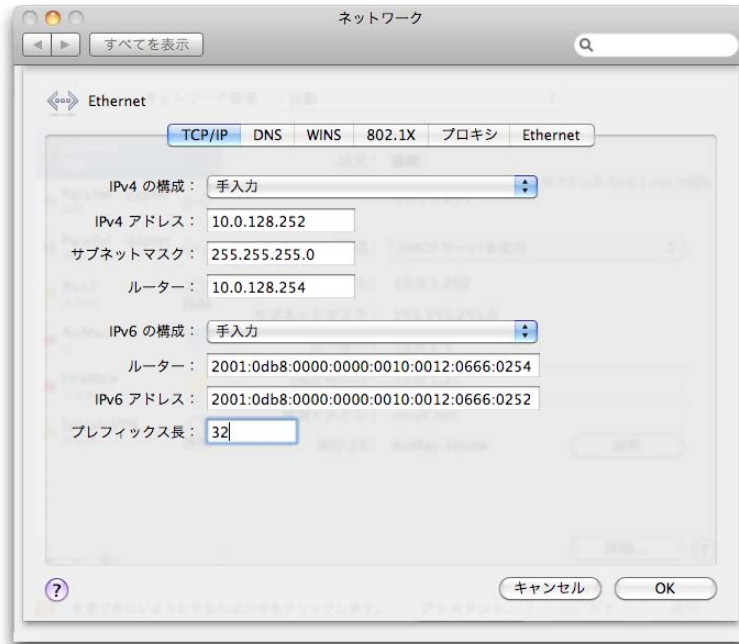 ネットワーク
すべてを表示
Ethernet
TCP/IP DNS WINS 802.1X プロキシ Ethernet
IPv4 の構成： 手入力
IPv4 アドレス： 10.0.128.252
サブネットマスク： 255.255.255.0
ルーター： 10.0.128.254
IPv6 の構成： 手入力
ルーター： 2001:0db8:0000:0000:0010:0012:0666:0254
IPv6 アドレス： 2001:0db8:0000:0000:0010:0012:0666:0252
プレフィックス長： 32
? キャンセル OK